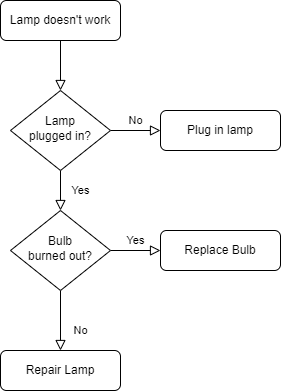 Lamp doesn't work
Lamp
plugged in?
No
Plug in lamp
Yes
Bulb
burned out?
Yes
Replace Bulb
No
Repair Lamp